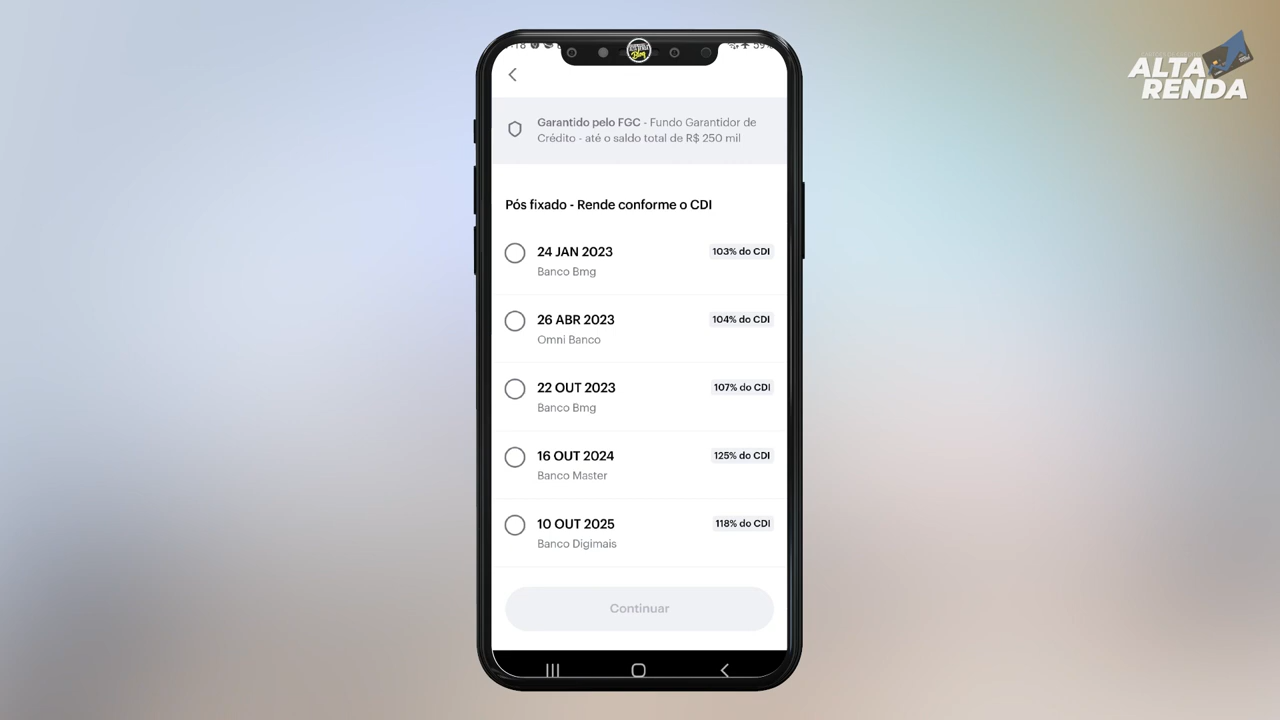 ALTA
RENDA
Garantido pelo FGC - Fundo Garantidor de
Crédito - até o saldo total de R$ 250 mil
Pós fixado - Rende conforme o CDI
24 JAN 2023 103% do CDI
Banco Bmg
26 ABR 2023 104% do CDI
Omni Banco
22 OUT 2023 107% do CDI
Banco Bmg
16 OUT 2024 125% do CDI
Banco Master
10 OUT 2025 118% do CDI
Banco Digimais
Continuar